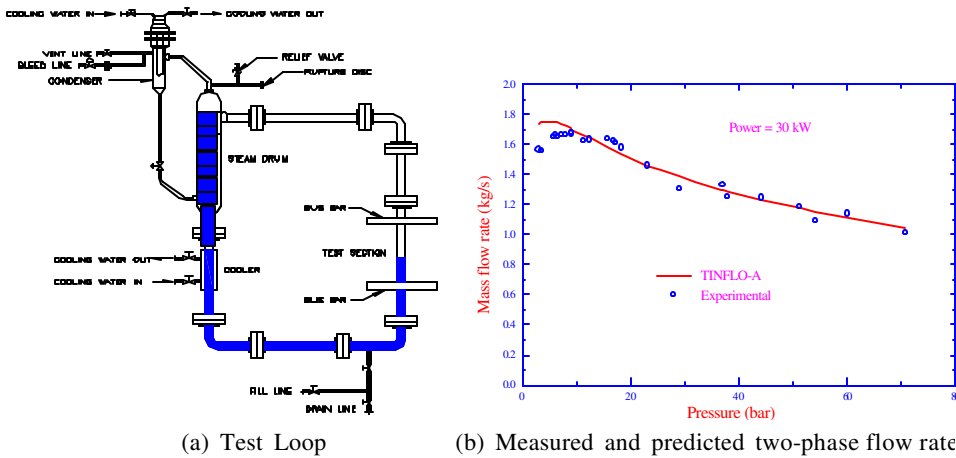 COOLING WATER IN
COOLING WATER OUT
VENT LINE
BLEED LINE
CONDENSER
RELIEF VALVE
RUPTURE DISC
STEAM DRUM
BUS BAR
TEST SECTION
COOLING WATER OUT
COOLING WATER IN
COOLER
BUS BAR
FILL LINE
DRAIN LINE
(a) Test Loop
2.0
1.8
1.6
1.4
1.2
1.0
0.8
0.6
0.4
0.2
0.0
Mass flow rate (kg/s)
Power = 30 kW
TINFLO-A
Experimental
0 20 40 60
Pressure (bar)
(b) Measured and predicted two-phase flow rate